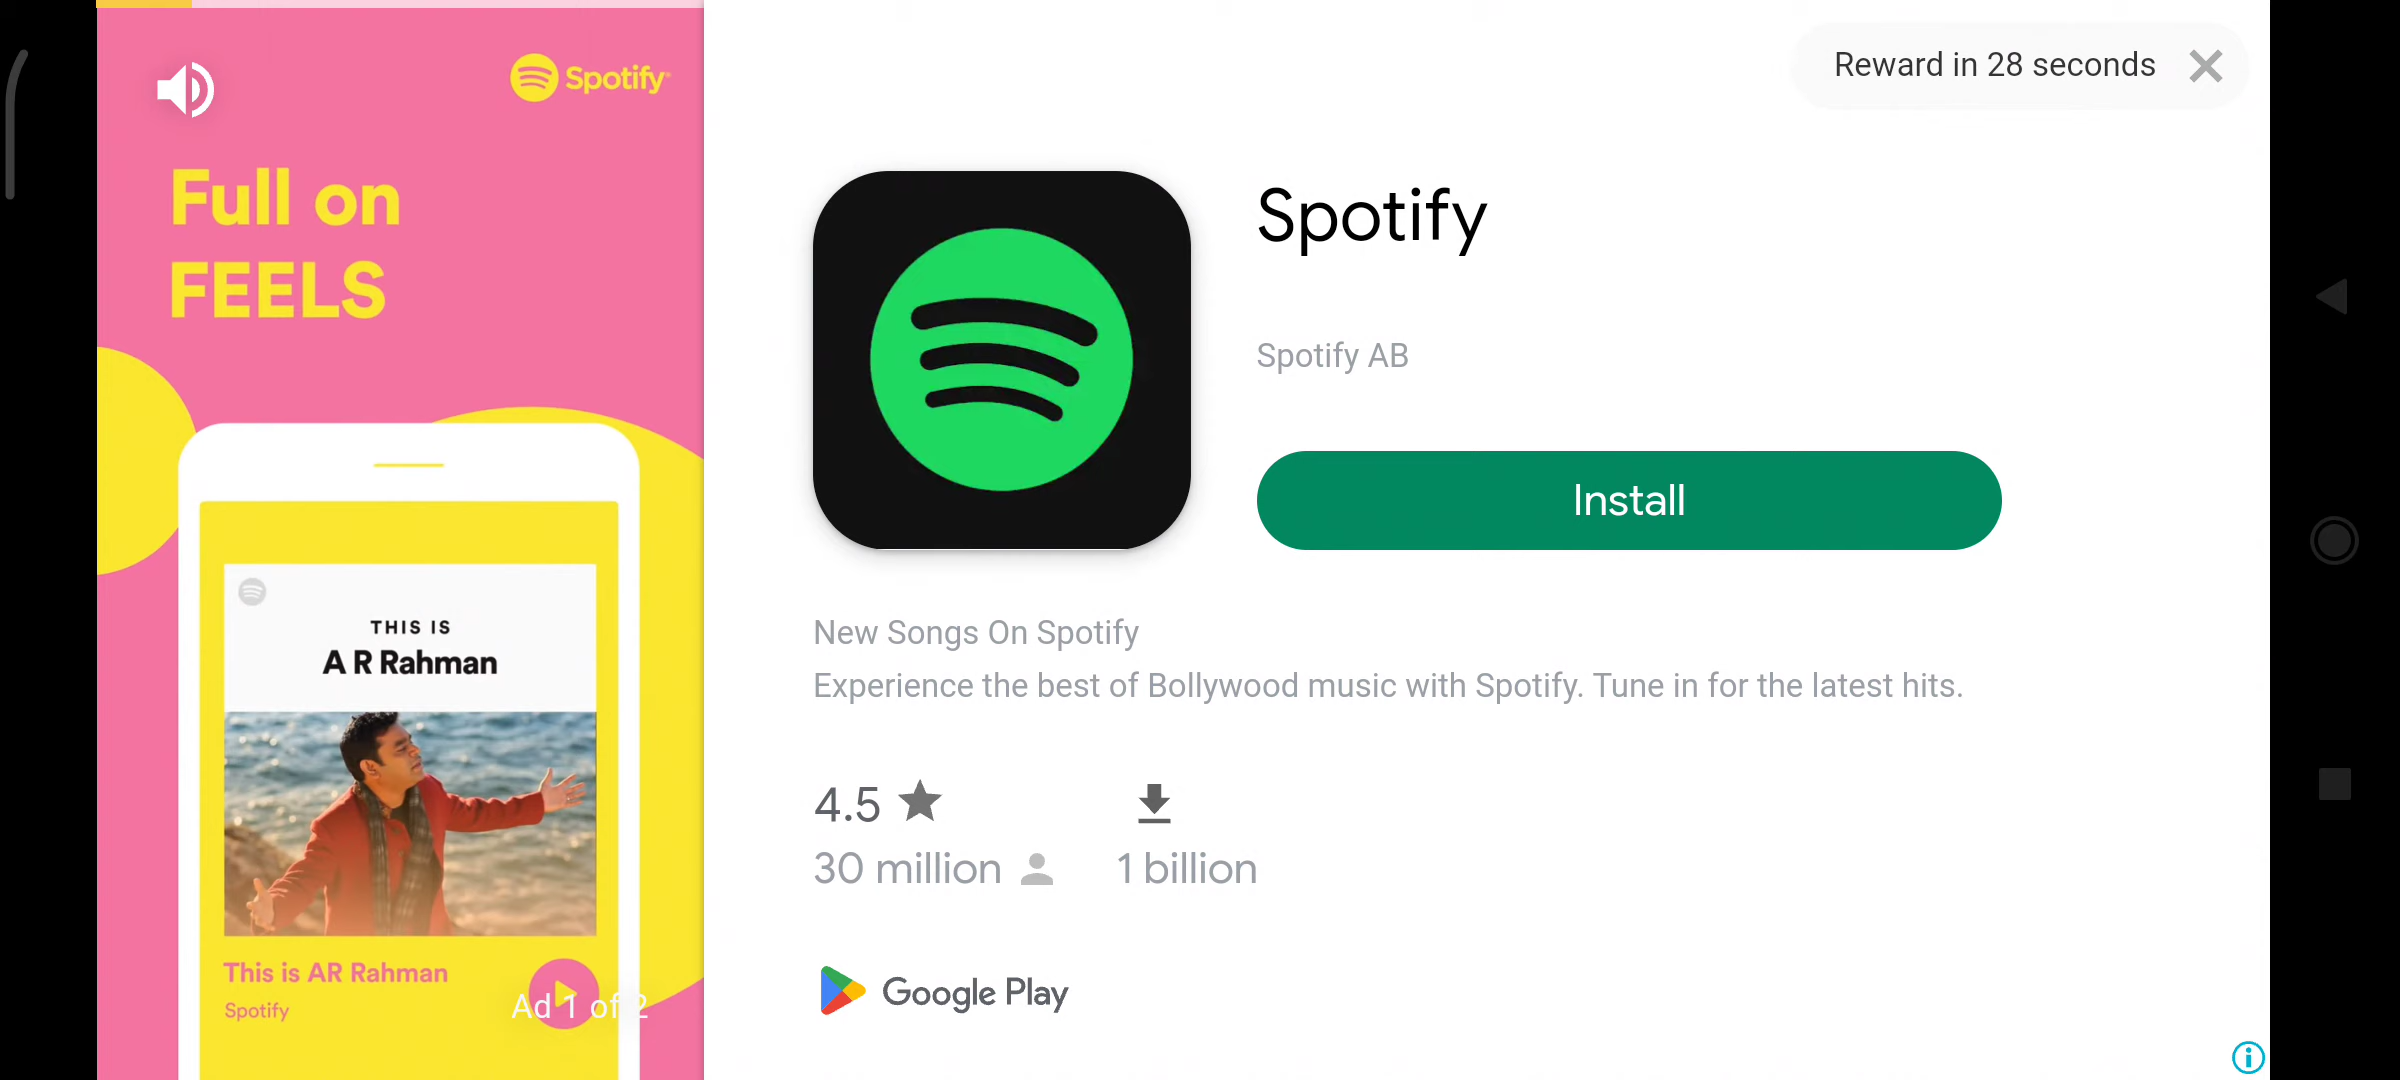 Spotify
Full on
FEELS
THIS IS
A R Rahman
This is AR Rahman
Spotify
Ad 1 of 2
Reward in 28 seconds
Spotify
Spotify AB
Install
New Songs On Spotify
Experience the best of Bollywood music with Spotify. Tune in for the latest hits.
4.5
30 million
1 billion
Google Play